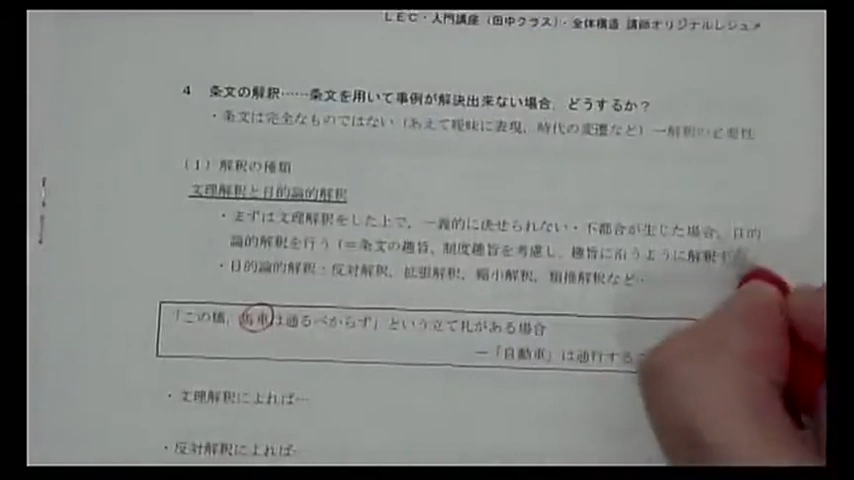 LEC・入門講座（田中クラス）・全体構造 講師オリジナルレジュメ
4 条文の解釈……条文を用いて事例が解決出来ない場合，どうするか？
・条文は完全なものではない（あえて曖昧に表現，時代の変遷など）→解釈の必要性
（1）解釈の種類
文理解釈と目的論的解釈
・まずは文理解釈をした上で，一義的に決せられない・不都合が生じた場合，目的
論的解釈を行う（＝条文の趣旨，制度趣旨を考慮し，趣旨に沿うように解釈す
・目的論的解釈：反対解釈，拡張解釈，縮小解釈，類推解釈など…
「この橋，馬車は通るべからず」という立て札がある場合
→「自動車」は通行する
・文理解釈によれば…
・反対解釈によれば…